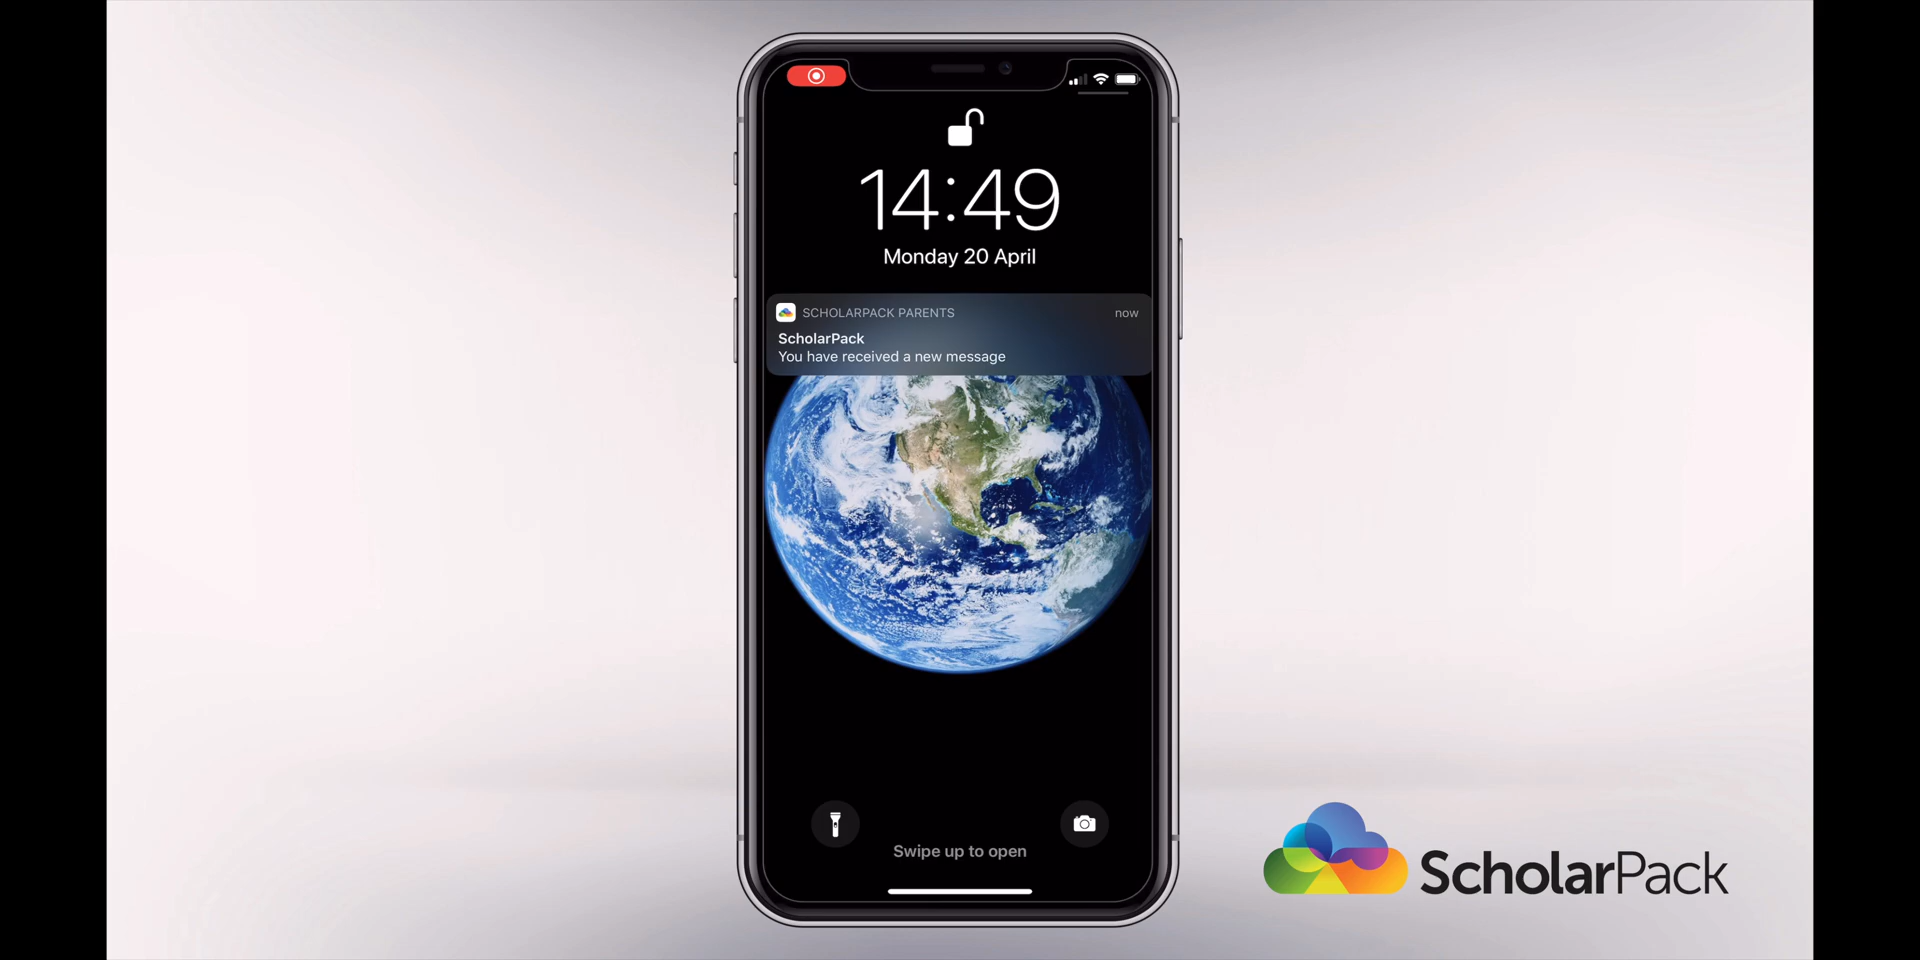 14:49
Monday 20 April
SCHOLARPACK PARENTS now
ScholarPack
You have received a new message
Swipe up to open
ScholarPack